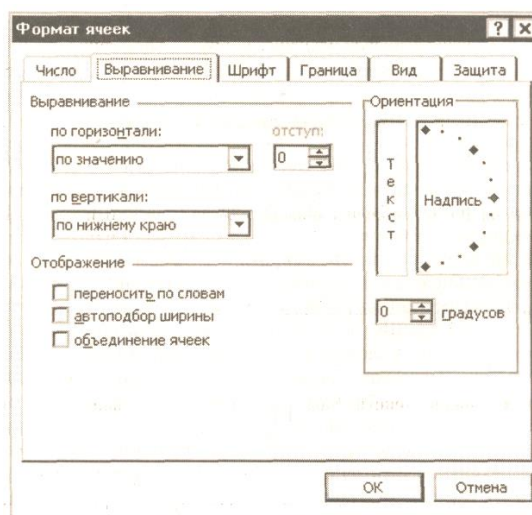 Формат ячеек
Число Выравнивание Шрифт Граница Вид Защита
Выравнивание
по горизонтали: отступ:
по значению 0
по вертикали:
по нижнему краю
Отображение
переносить по словам
автоподбор ширины
объединение ячеек
Ориентация
Текст
Надпись
0 градусов
ОК Отмена